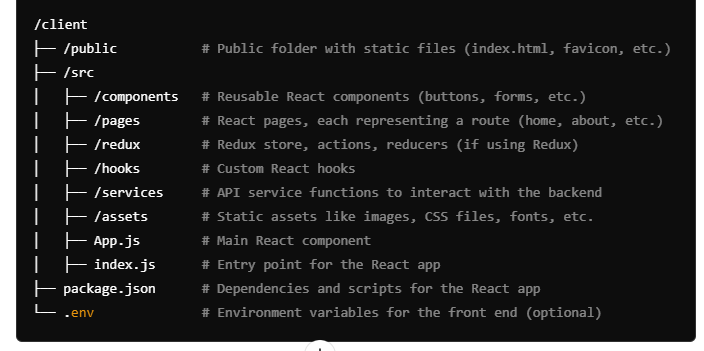 /client
├── /public # Public folder with static files (index.html, favicon, etc.)
├── /src
│ ├── /components # Reusable React components (buttons, forms, etc.)
│ ├── /pages # React pages, each representing a route (home, about, etc.)
│ ├── /redux # Redux store, actions, reducers (if using Redux)
│ ├── /hooks # Custom React hooks
│ ├── /services # API service functions to interact with the backend
│ ├── /assets # Static assets like images, CSS files, fonts, etc.
│ ├── App.js # Main React component
│ ├── index.js # Entry point for the React app
├── package.json # Dependencies and scripts for the React app
└── .env # Environment variables for the front end (optional)